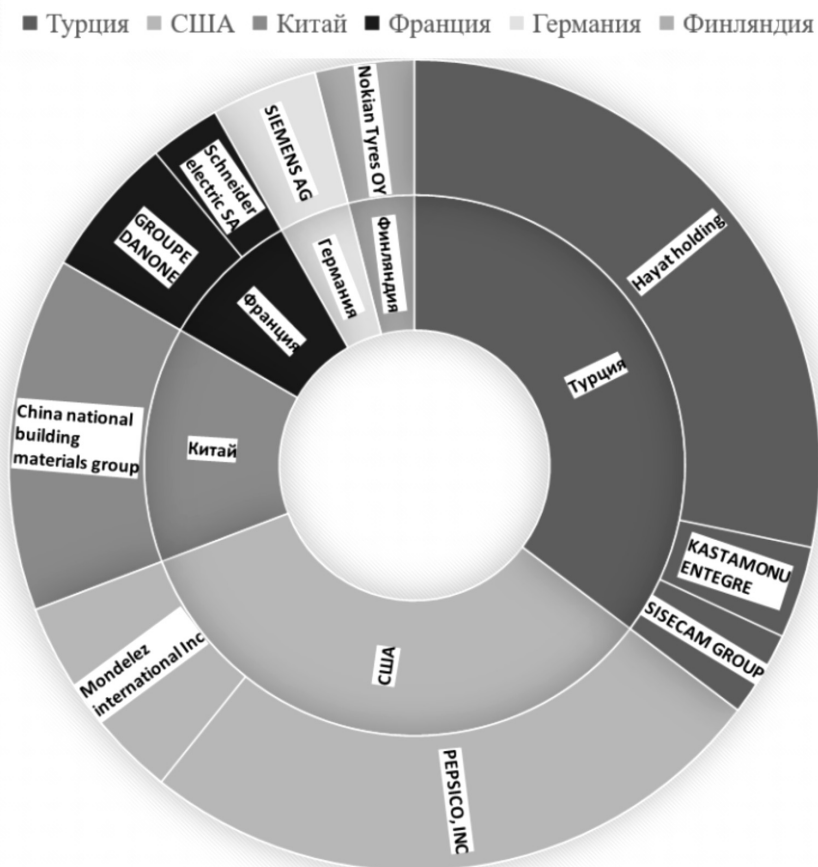 Турция США Китай Франция Германия Финляндия
Nokian Tyres OY
SIEMENS AG
Schneider
electric SA
GROUPE
DANONE
Hayat holding
Финляндия
Германия
Франция
Турция
China national
building
materials group
Китай
KASTAMONU
ENTEGRE
SISECAM GROUP
Mondelez
international Inc
США
PEPSICO, INC